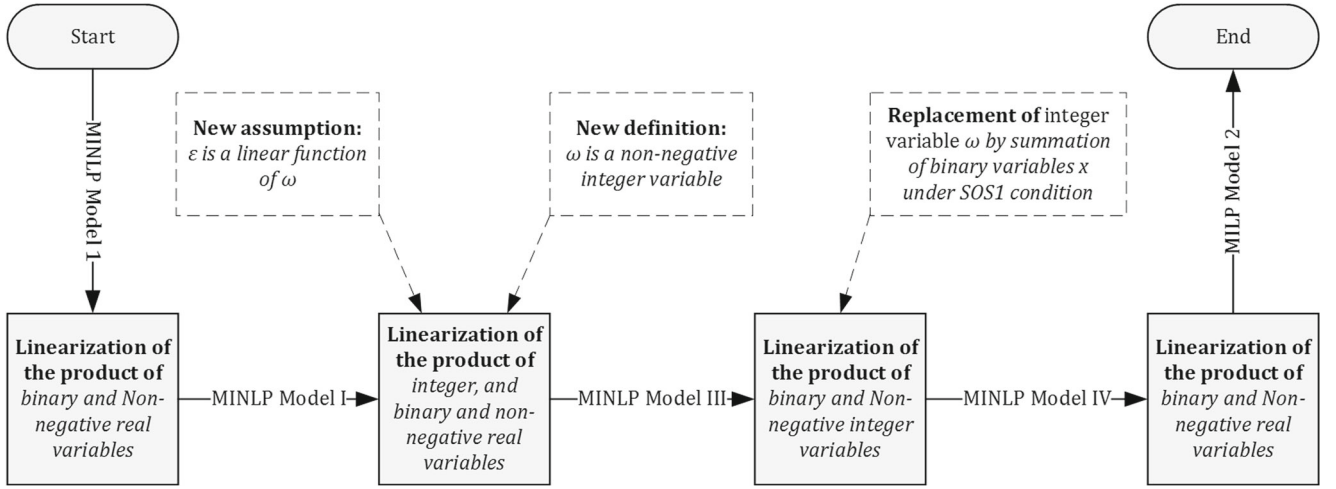 Start
MINLP Model 1
New assumption:
ε is a linear function
of ω
New definition:
ω is a non-negative
integer variable
Replacement of integer
variable ω by summation
of binary variables x
under SOS1 condition
End
MILP Model 2
Linearization of
the product of
binary and Non-
negative real
variables
MINLP Model I
Linearization of
the product of
integer, and
binary and non-
negative real
variables
MINLP Model III
Linearization of
the product of
binary and Non-
negative integer
variables
MINLP Model IV
Linearization of
the product of
binary and Non-
negative real
variables